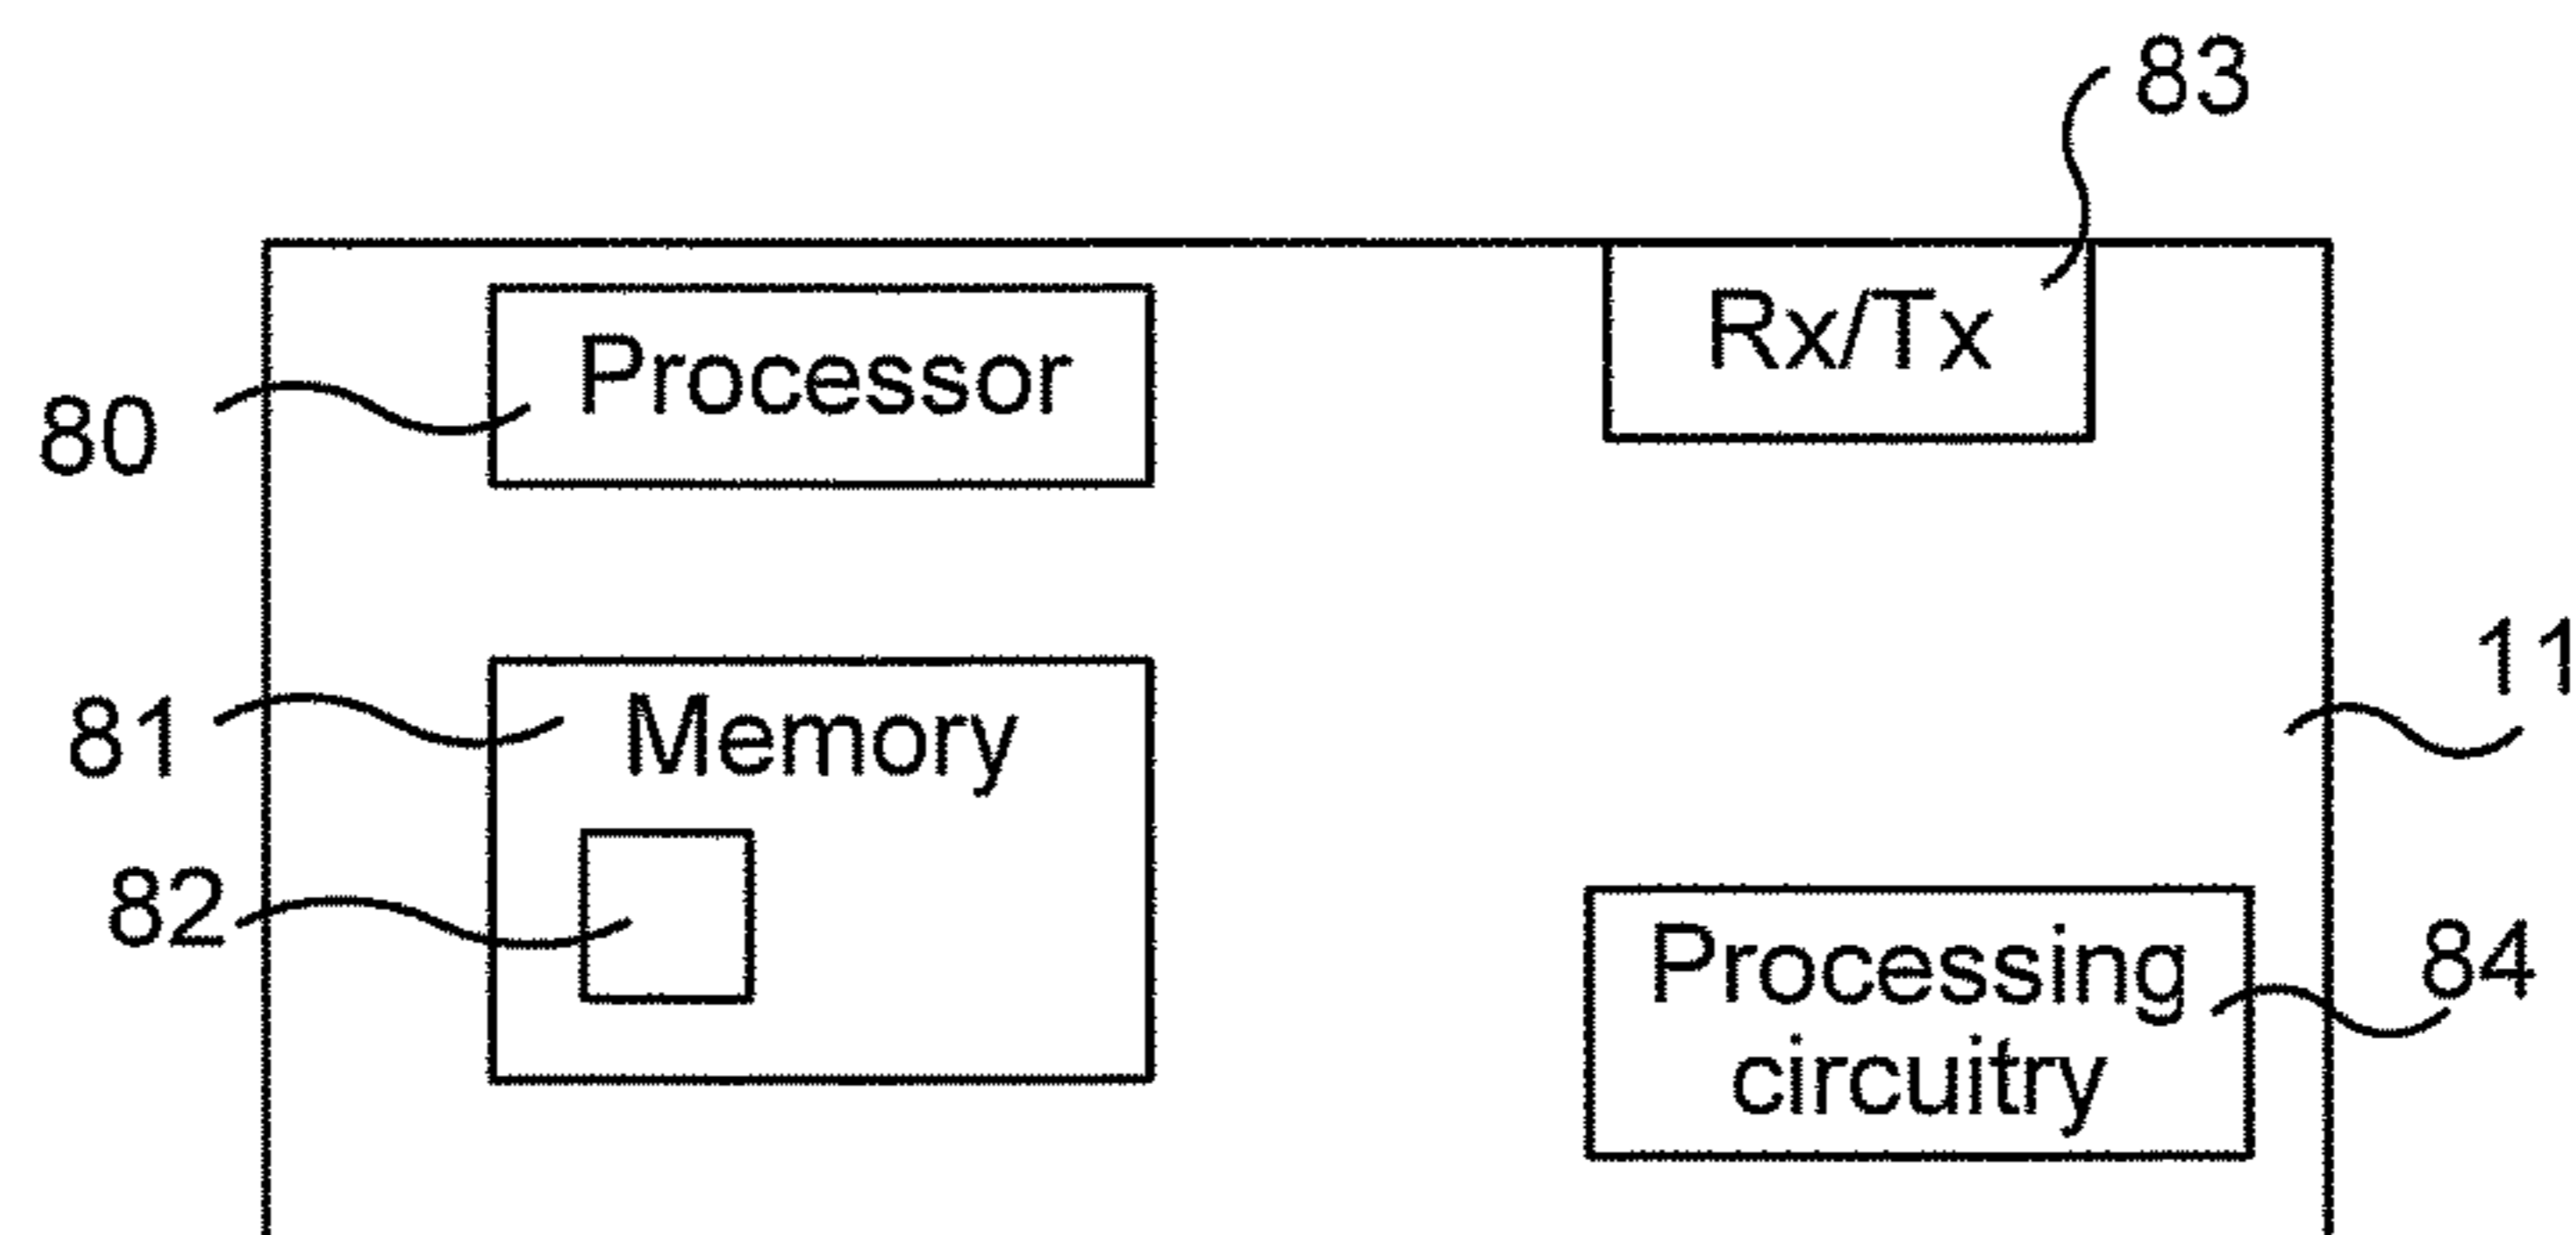 83
Rx/Tx
Processor
80
11
Memory
81
82
Processing
circuitry
84